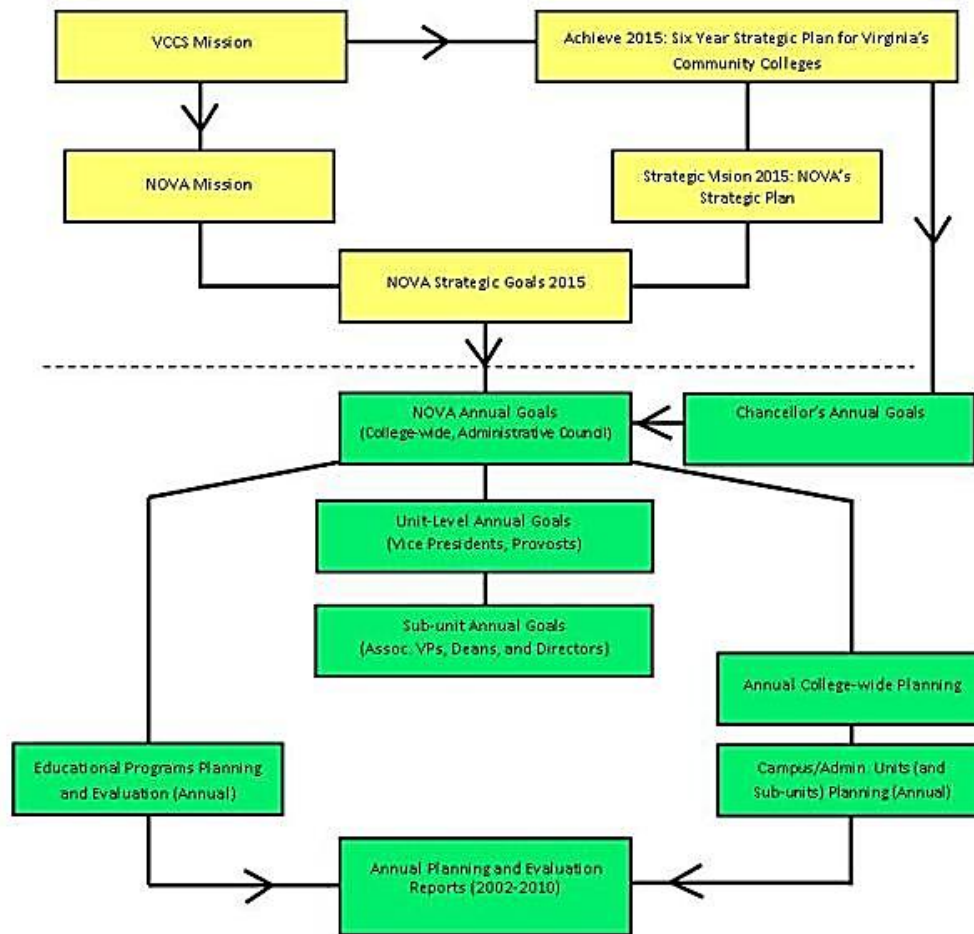 VCCS Mission
Achieve 2015: Six Year Strategic Plan for Virginia's
Community Colleges
NOVA Mission
Strategic Vision 2015: NOVA's
Strategic Plan
NOVA Strategic Goals 2015
NOVA Annual Goals
(College-wide, Administrative Council)
Chancellor's Annual Goals
Unit-Level Annual Goals
(Vice Presidents, Provosts)
Sub-unit Annual Goals
(Assoc. VPs, Deans, and Directors)
Annual College-wide Planning
Educational Programs Planning
and Evaluation (Annual)
Campus/Admin. Units (and
Sub-units) Planning (Annual)
Annual Planning and Evaluation
Reports (2002-2010)